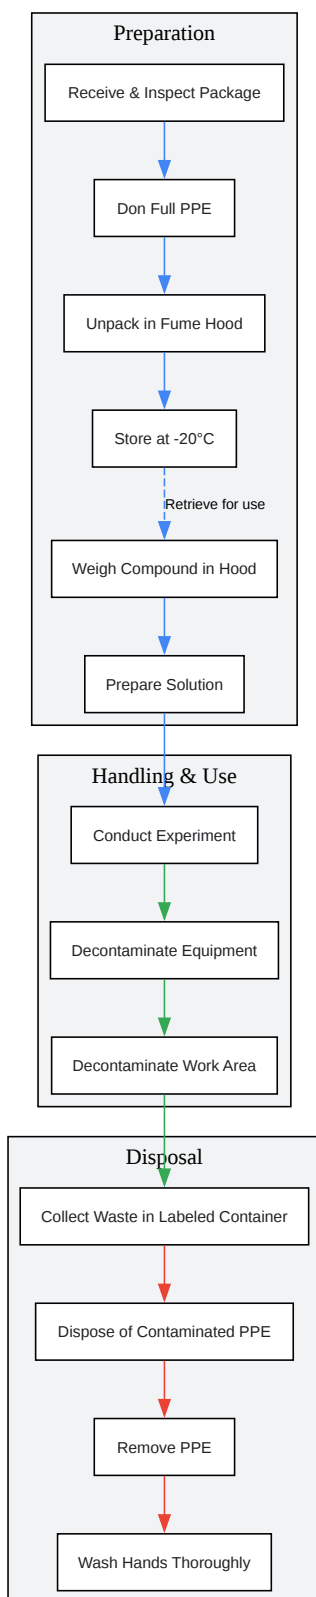 Preparation
Receive & Inspect Package
Don Full PPE
Unpack in Fume Hood
Store at -20°C
Retrieve for use
Weigh Compound in Hood
Prepare Solution
Handling & Use
Conduct Experiment
Decontaminate Equipment
Decontaminate Work Area
Disposal
Collect Waste in Labeled Container
Dispose of Contaminated PPE
Remove PPE
Wash Hands Thoroughly